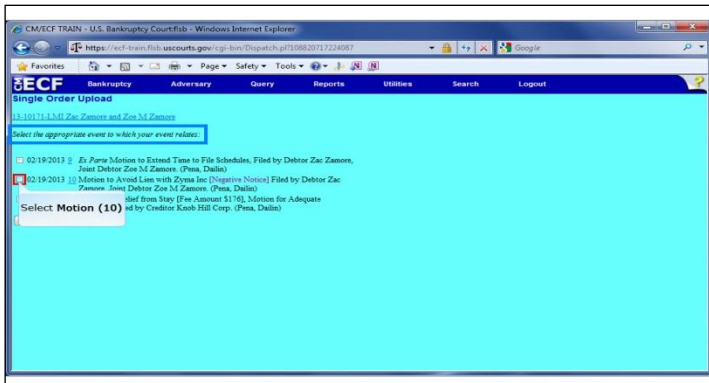 CM/ECF TRAIN - U.S. Bankruptcy Court:flsb - Windows Internet Explorer
https://ecf-train.flsb.uscourts.gov/cgi-bin/Dispatch.pl?108820717224087
Google
Favorites Page Safety Tools
ECF Bankruptcy Adversary Query Reports Utilities Search Logout ?
Single Order Upload
13-10171-LMI Zac Zamore and Zoe M Zamore
Select the appropriate event to which your event relates:
02/19/2013 9 Ex Parte Motion to Extend Time to File Schedules, Filed by Debtor Zac Zamore,
Joint Debtor Zoe M Zamore. (Pena, Dailin)
02/19/2013 10 Motion to Avoid Lien with Zyma Inc [Negative Notice] Filed by Debtor Zac
Zamore, Joint Debtor Zoe M Zamore. (Pena, Dailin)
elief from Stay [Fee Amount $176], Motion for Adequate
ed by Creditor Knob Hill Corp. (Pena, Dailin)
Select Motion (10)